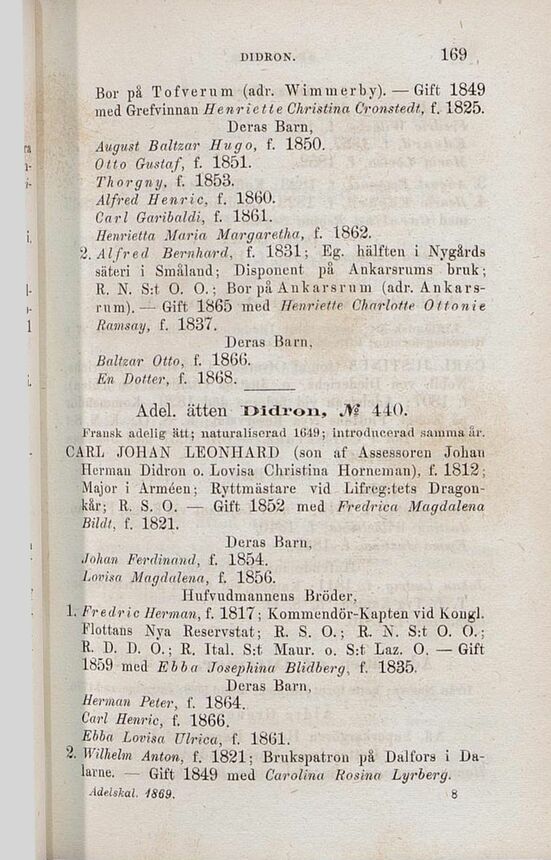 DIDRON. 169
Bor på Tofverum (adr. Wimmerby). — Gift 1849
med Grefvinnan Henriette Christina Cronstedt, f. 1825.
Deras Barn,
August Baltzar Hugo, f. 1850.
Otto Gustaf, f. 1851.
Thorgny, f. 1853.
Alfred Henric, f. 1860.
Carl Garibaldi, f. 1861.
Henrietta Maria Margaretha, f. 1862.
2. Alfred Bernhard, f. 1831; Eg. hälften i Nygårds
säteri i Småland; Disponent på Ankarsrums bruk;
R. N. S:t O. O.; Bor på Ankarsrum (adr. Ankars-
rum). — Gift 1865 med Henriette Charlotte Ottonie
Ramsay, f. 1837.
Deras Barn,
Baltzar Otto, f. 1866.
En Dotter, f. 1868.
Adel. ätten Didron, № 440.
Fransk adelig ätt; naturaliserad 1649; introducerad samma år.
CARL JOHAN LEONHARD (son af Assessoren Johan
Herman Didron o. Lovisa Christina Horneman), f. 1812;
Major i Arméen; Ryttmästare vid Lifreg:tets Dragon-
kår; R. S. O. — Gift 1852 med Fredrica Magdalena
Bildt, f. 1821.
Deras Barn,
Johan Ferdinand, f. 1854.
Lovisa Magdalena, f. 1856.
Hufvudmannens Bröder,
1. Fredric Herman, f. 1817; Kommendör-Kapten vid Kongl.
Flottans Nya Reservstat; R. S. O.; R. N. S:t O. O.;
R. D. D. O.; R. Ital. S:t Maur. o. S:t Laz. O. — Gift
1859 med Ebba Josephina Blidberg, f. 1835.
Deras Barn,
Herman Peter, f. 1864.
Carl Henric, f. 1866.
Ebba Lovisa Ulrica, f. 1861.
2. Wilhelm Anton, f. 1821; Brukspatron på Dalfors i Da-
larne. — Gift 1849 med Carolina Rosina Lyrberg.
Adelskal. 1869. 8